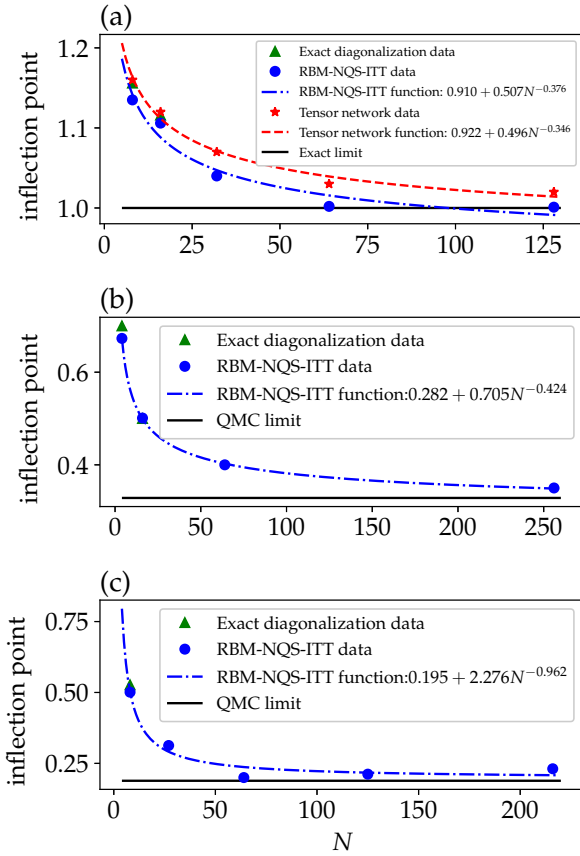 (a)
inflection point
1.2
1.1
1.0
Exact diagonalization data
RBM-NQS-ITT data
RBM-NQS-ITT function: 0.910 + 0.507N^{-0.376}
Tensor network data
Tensor network function: 0.922 + 0.496N^{-0.346}
Exact limit
0 25 50 75 100 125
(b)
inflection point
0.6
0.4
Exact diagonalization data
RBM-NQS-ITT data
RBM-NQS-ITT function:0.282 + 0.705N^{-0.424}
QMC limit
0 50 100 150 200 250
(c)
inflection point
0.75
0.50
0.25
Exact diagonalization data
RBM-NQS-ITT data
RBM-NQS-ITT function:0.195 + 2.276N^{-0.962}
QMC limit
0 50 100 150 200
N